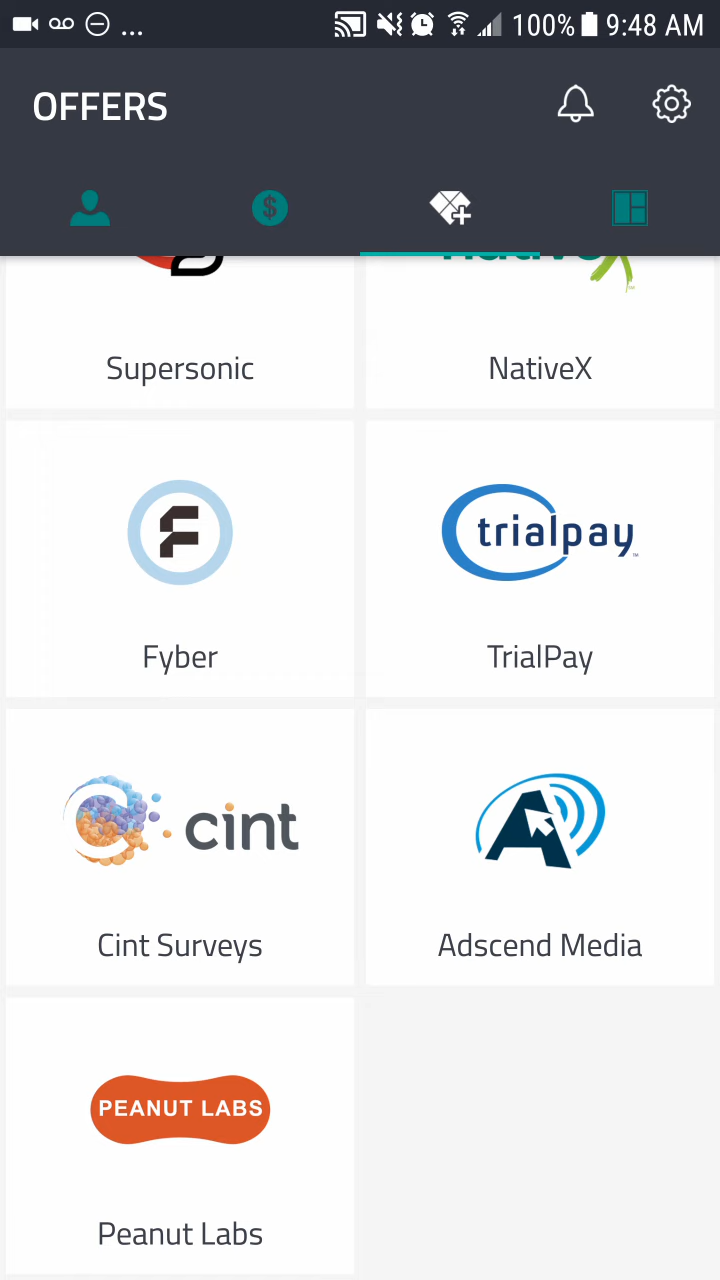 ... 100% 9:48 AM
OFFERS
Supersonic
NativeX
F
trialpay
TM
Fyber
TrialPay
cint
A
Cint Surveys
Adscend Media
PEANUT LABS
Peanut Labs